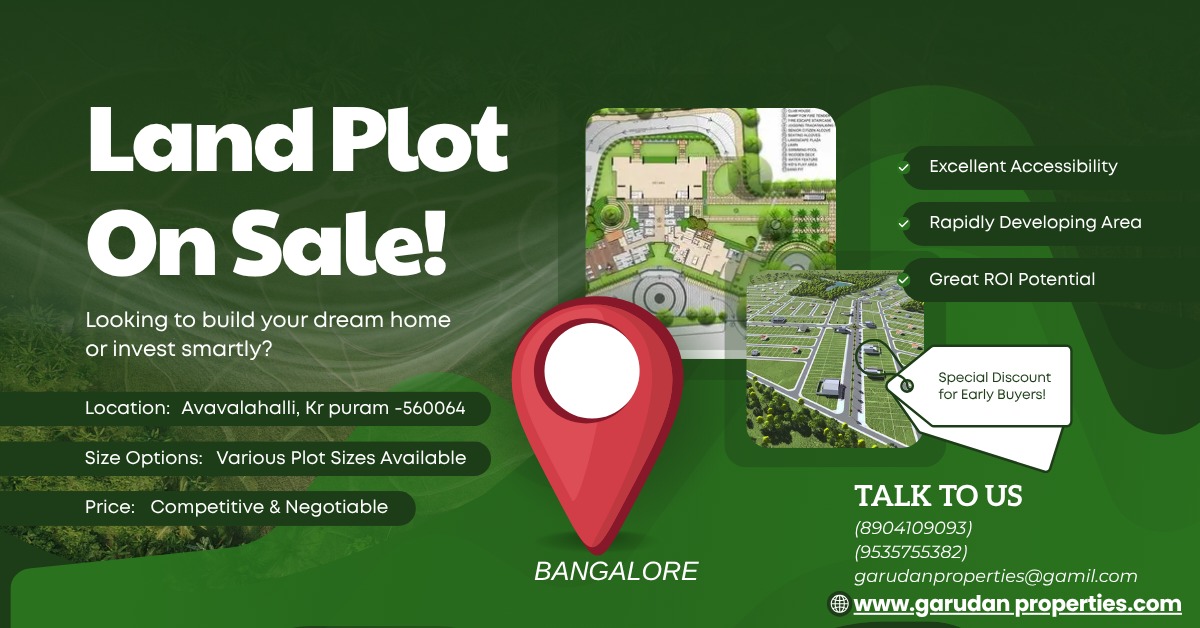 Land Plot
On Sale!
Looking to build your dream home
or invest smartly?
Location: Avavalahalli, Kr puram -560064
Size Options: Various Plot Sizes Available
Price: Competitive & Negotiable
BANGALORE
Excellent Accessibility
Rapidly Developing Area
Great ROI Potential
Special Discount
for Early Buyers!
TALK TO US
(8904109093)
(9535755382)
garudanproperties@gamil.com
www.garudan properties.com